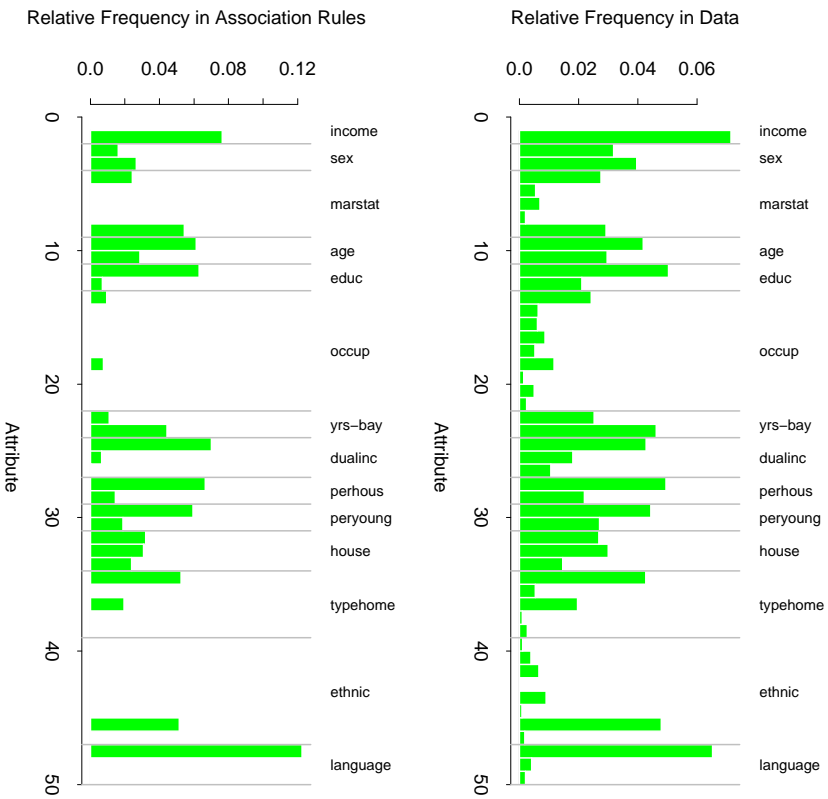 Relative Frequency in Association Rules
0.0 0.04 0.08 0.12
0
10
20
30
40
50
Attribute
income
sex
marstat
age
educ
occup
yrs−bay
dualinc
perhous
peryoung
house
typehome
ethnic
language
Relative Frequency in Data
0.0 0.02 0.04 0.06
0
10
20
30
40
50
Attribute
income
sex
marstat
age
educ
occup
yrs−bay
dualinc
perhous
peryoung
house
typehome
ethnic
language